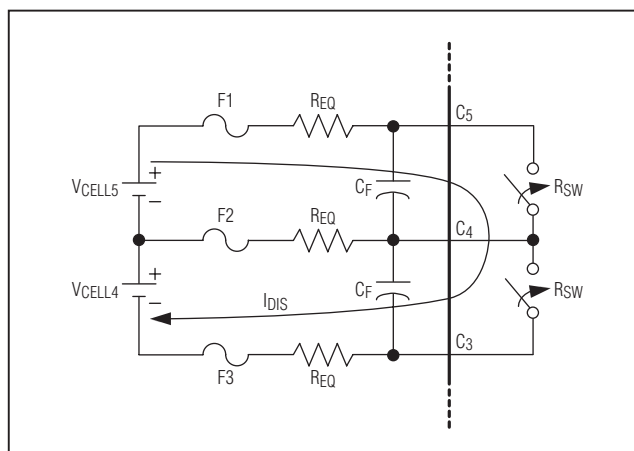 F1
REQ
C5
VCELL5
+
−
CF
RSW
F2
REQ
C4
VCELL4
+
−
IDIS
CF
RSW
F3
REQ
C3